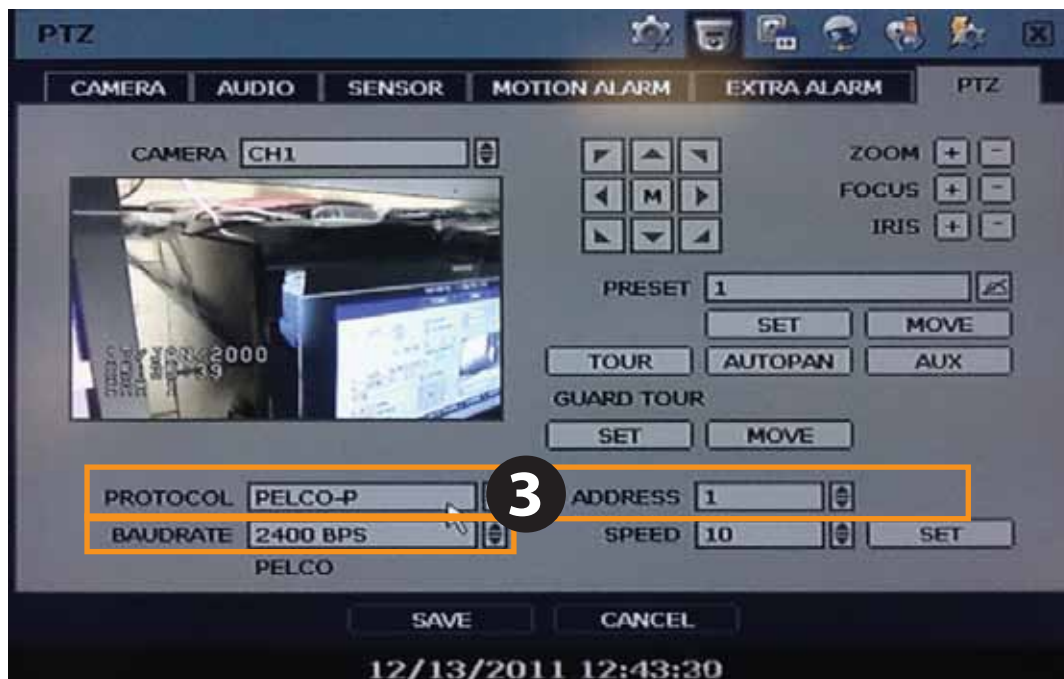 PTZ
CAMERA AUDIO SENSOR MOTION ALARM EXTRA ALARM PTZ
CAMERA CH1
ZOOM + -
M FOCUS + -
IRIS + -
PRESET 1
SET MOVE
TOUR AUTOPAN AUX
GUARD TOUR
SET MOVE
PROTOCOL PELCO-P 3 ADDRESS 1
BAUDRATE 2400 BPS SPEED 10 SET
PELCO
SAVE CANCEL
12/13/2011 12:43:30